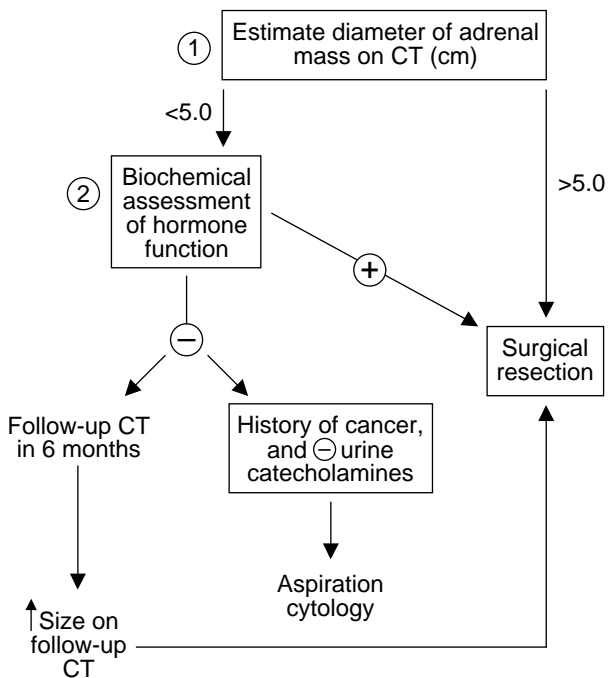 1
Estimate diameter of adrenal
mass on CT (cm)
<5.0
>5.0
2
Biochemical
assessment
of hormone
function
+
−
Surgical
resection
Follow-up CT
in 6 months
History of cancer,
and ⊖ urine
catecholamines
Aspiration
cytology
↑Size on
follow-up
CT